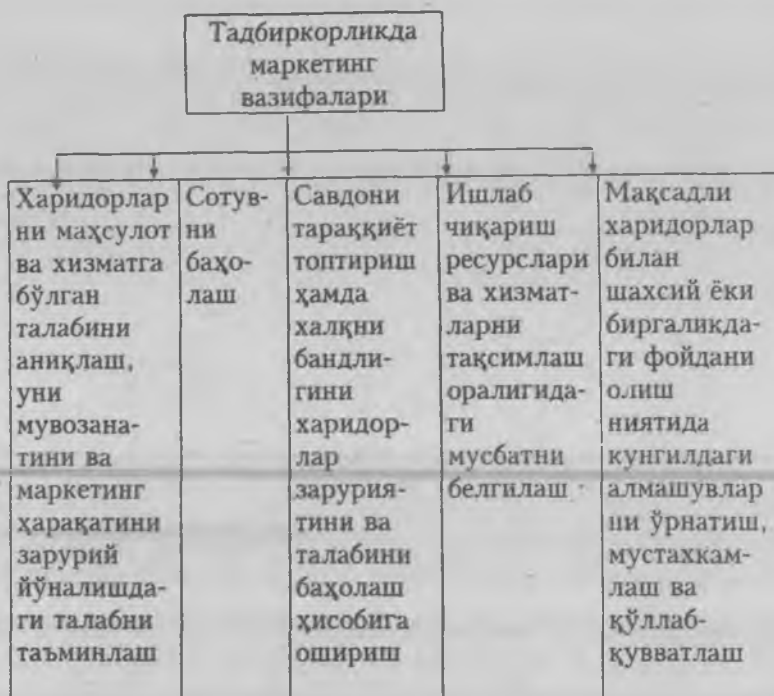 Тадбиркорликда
маркетинг
вазифалари
Харидорлар
ни маҳсулот
ва хизматга
бўлган
талабини
аниқлаш,
уни
мувозана-
тини ва
маркетинг
ҳарақатини
зарурий
йўналишда-
ги талабни
таъминлаш
Сотув-
ни
баҳо-
лаш
Савдони
тараққиёт
топтириш
ҳамда
халқни
бандли-
гини
харидор-
лар
зарурия-
тини ва
талабини
баҳолаш
ҳисобига
ошириш
Ишлаб
чиқариш
ресурслари
ва хизмат-
ларни
тақсимлаш
оралигида-
ги
мусбатни
белгилаш
Мақсадли
харидорлар
билан
шахсий ёки
биргаликда-
ги фойдани
олиш
ниятида
кунгилдаги
алмашувлар
ни ўрнатиш,
мустахкам-
лаш ва
қўллаб-
қувватлаш